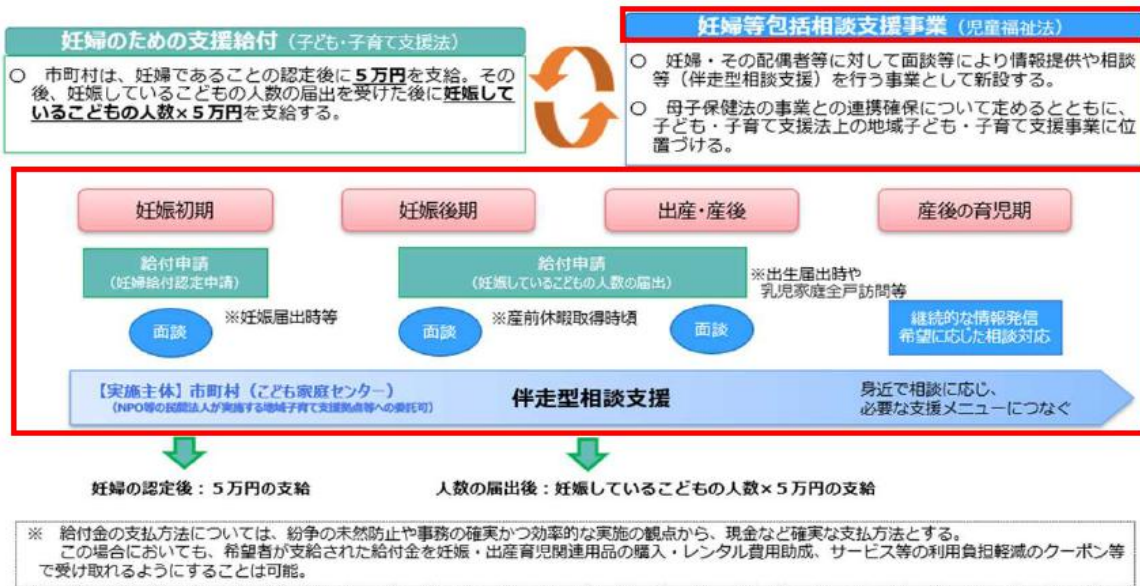 妊婦のための支援給付（子ども・子育て支援法）
○　市町村は、妊婦であることの認定後に５万円を支給。その
後、妊娠しているこどもの人数の届出を受けた後に妊娠して
いるこどもの人数×５万円を支給する。
妊婦等包括相談支援事業（児童福祉法）
○　妊婦・その配偶者等に対して面談等により情報提供や相談
等（伴走型相談支援）を行う事業として新設する。
○　母子保健法の事業との連携確保について定めるとともに、
子ども・子育て支援法上の地域子ども・子育て支援事業に位
置づける。
妊娠初期
妊娠後期
出産・産後
産後の育児期
給付申請
（妊婦給付認定申請）
給付申請
（妊娠しているこどもの人数の届出）
※出生届出時や
乳児家庭全戸訪問等
面談
※妊娠届出時等
面談
※産前休暇取得時頃
面談
継続的な情報発信
希望に応じた相談対応
【実施主体】市町村（こども家庭センター）
（NPO等の民間法人が実施する地域子育て支援拠点等への委託可）
伴走型相談支援
身近で相談に応じ、
必要な支援メニューにつなぐ
妊婦の認定後：５万円の支給
人数の届出後：妊娠しているこどもの人数×５万円の支給
※　給付金の支払方法については、紛争の未然防止や事務の確実かつ効率的な実施の観点から、現金など確実な支払方法とする。
この場合においても、希望者が支給された給付金を妊娠・出産育児関連用品の購入・レンタル費用助成、サービス等の利用負担軽減のクーポン等
で受け取れるようにすることは可能。